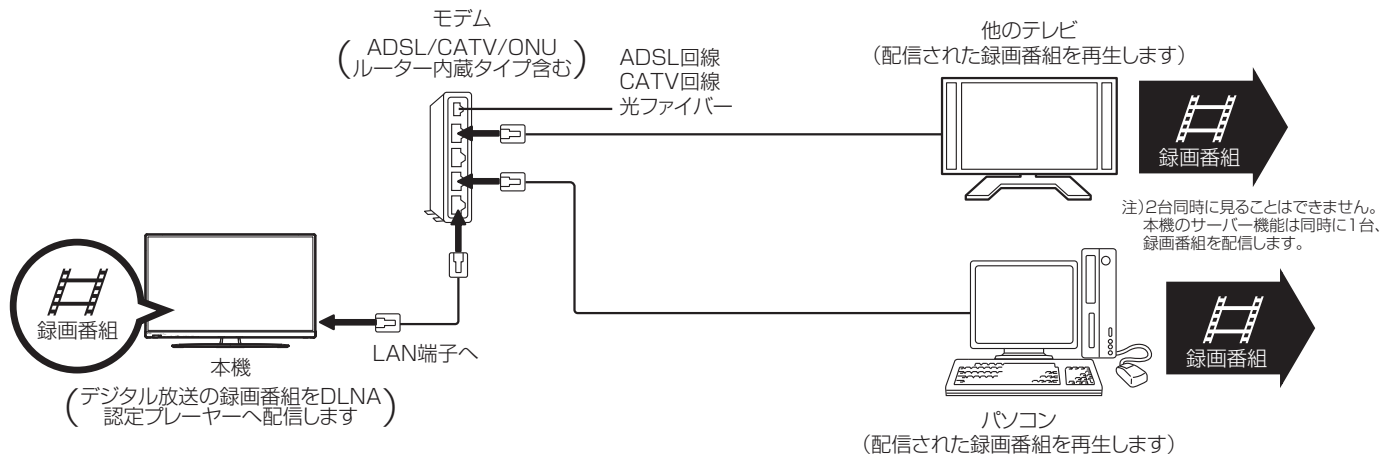 モデム
(ADSL/CATV/ONU
ルーター内蔵タイプ含む)
ADSL回線
CATV回線
光ファイバー
他のテレビ
(配信された録画番組を再生します)
録画番組
注)2台同時に見ることはできません。
本機のサーバー機能は同時に1台、
録画番組を配信します。
録画番組
本機
(デジタル放送の録画番組をDLNA
認定プレーヤーへ配信します)
LAN端子へ
パソコン
(配信された録画番組を再生します)
録画番組